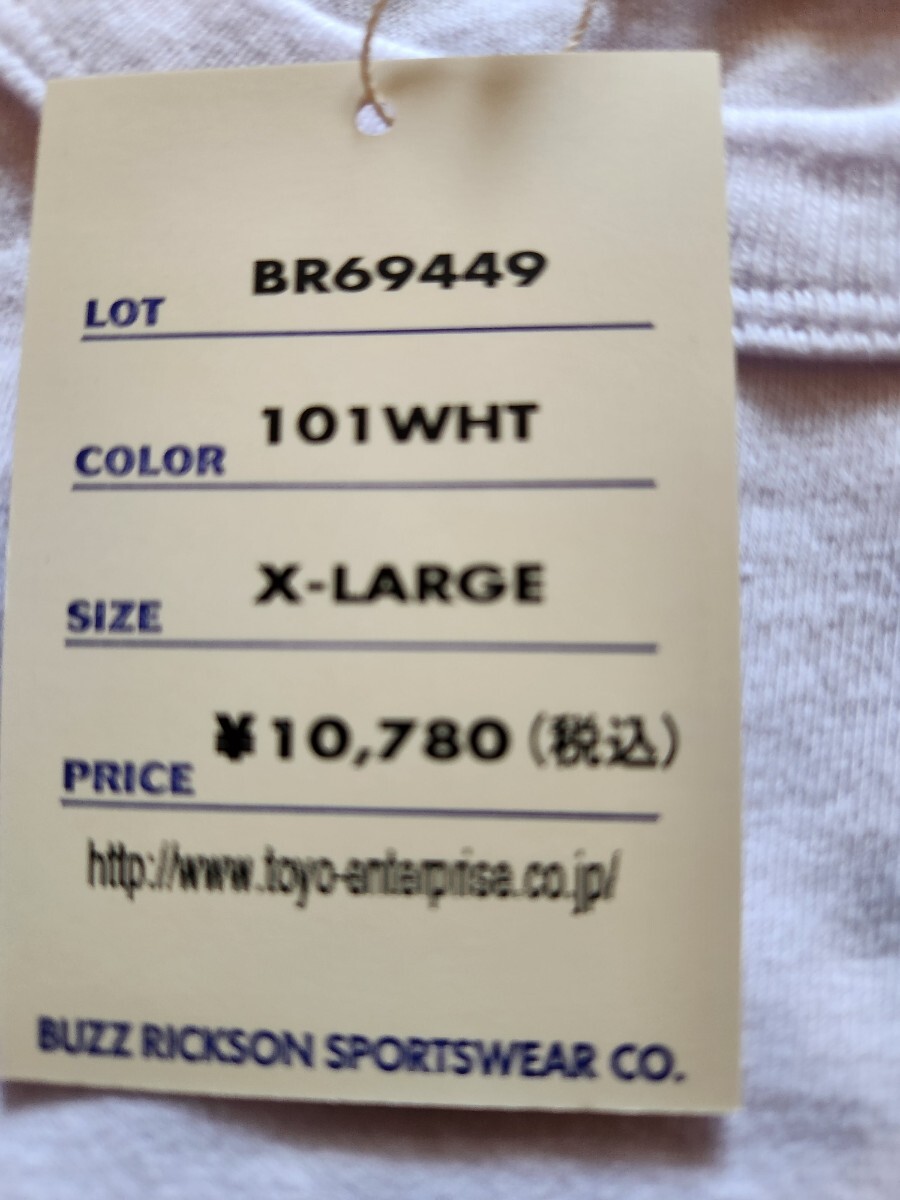 LOT BR69449
COLOR 101WHT
SIZE X-LARGE
PRICE ¥10,780(税込)
http://www.toyo-enterprise.co.jp/
BUZZ RICKSON SPORTSWEAR CO.